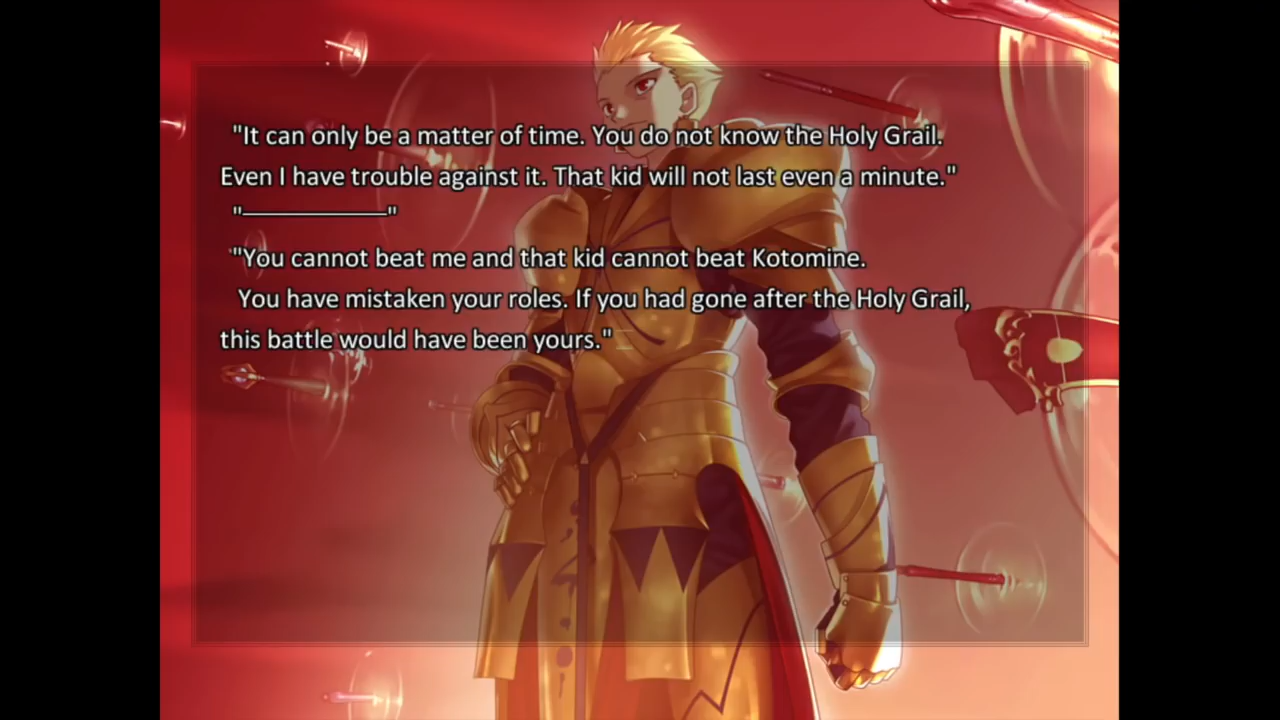 "It can only be a matter of time. You do not know the Holy Grail.
Even I have trouble against it. That kid will not last even a minute."
"――――――"
"You cannot beat me and that kid cannot beat Kotomine.
You have mistaken your roles. If you had gone after the Holy Grail,
this battle would have been yours."